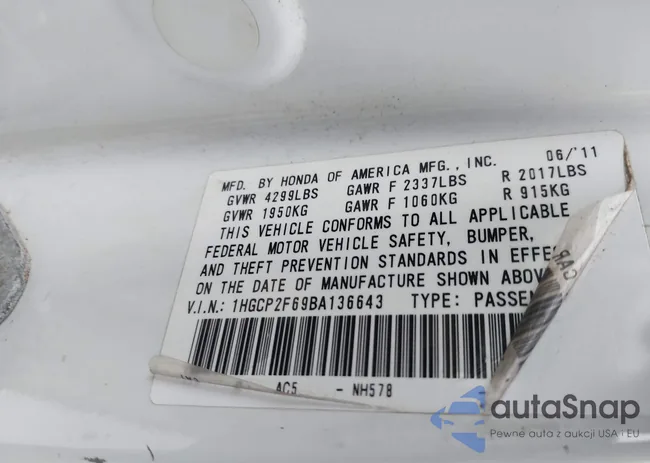 MFD. BY HONDA OF AMERICA MFG., INC. 06/'11
GVWR 4299LBS GAWR F 2337LBS R 2017LBS
GVWR 1950KG GAWR F 1060KG R 915KG
THIS VEHICLE CONFORMS TO ALL APPLICABLE
FEDERAL MOTOR VEHICLE SAFETY, BUMPER,
AND THEFT PREVENTION STANDARDS IN EFFE
ON THE DATE OF MANUFACTURE SHOWN ABOV
V.I.N.: 1HGCP2F69BA136643 TYPE: PASSEN
CAR
AC5 - NH578
autaSnap
Pewne auta z aukcji USA i EU